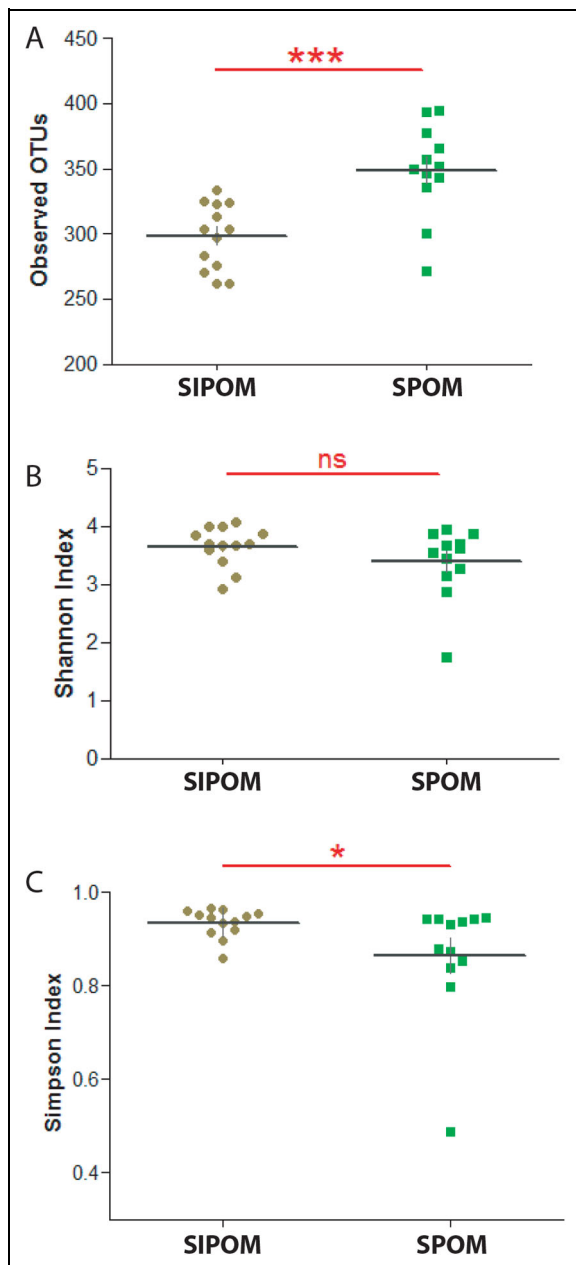 A
***
450
400
350
300
250
200
Observed OTUs
SIPOM SPOM
B
ns
5
4
3
2
1
0
Shannon Index
SIPOM SPOM
C
*
1.0
0.8
0.6
0.4
Simpson Index
SIPOM SPOM